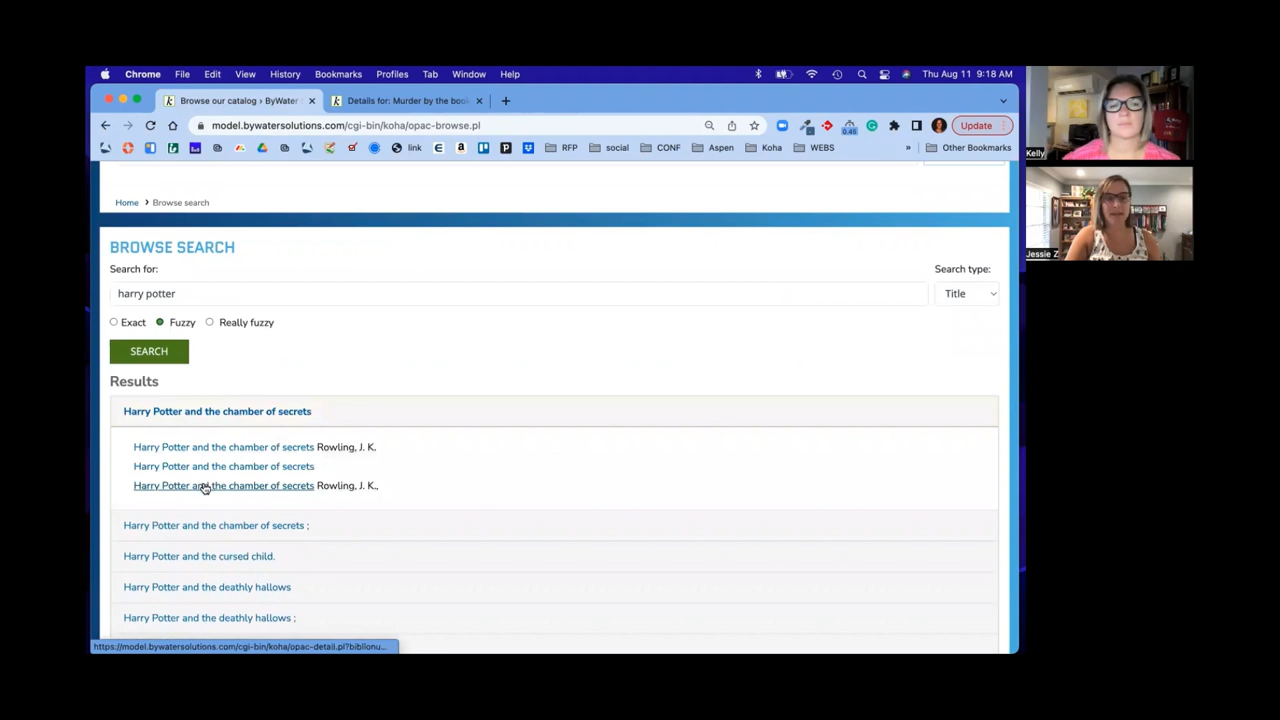 Chrome File Edit View History Bookmarks Profiles Tab Window Help Thu Aug 11 9:18 AM
Browse our catalog › ByWater Details for: Murder by the boo
model.bywatersolutions.com/cgi-bin/koha/opac-browse.pl 0.45 Update
link RFP social CONF Aspen Koha WEBS » Other Bookmarks
Kelly
Home › Browse search
BROWSE SEARCH
Search for: Search type:
Jessie Z
harry potter Title
Exact Fuzzy Really fuzzy
SEARCH
Results
Harry Potter and the chamber of secrets
Harry Potter and the chamber of secrets Rowling, J. K.
Harry Potter and the chamber of secrets
Harry Potter and the chamber of secrets Rowling, J. K.,
Harry Potter and the chamber of secrets ;
Harry Potter and the cursed child.
Harry Potter and the deathly hallows
Harry Potter and the deathly hallows ;
https://model.bywatersolutions.com/cgi-bin/koha/opac-detail.pl?biblionu...